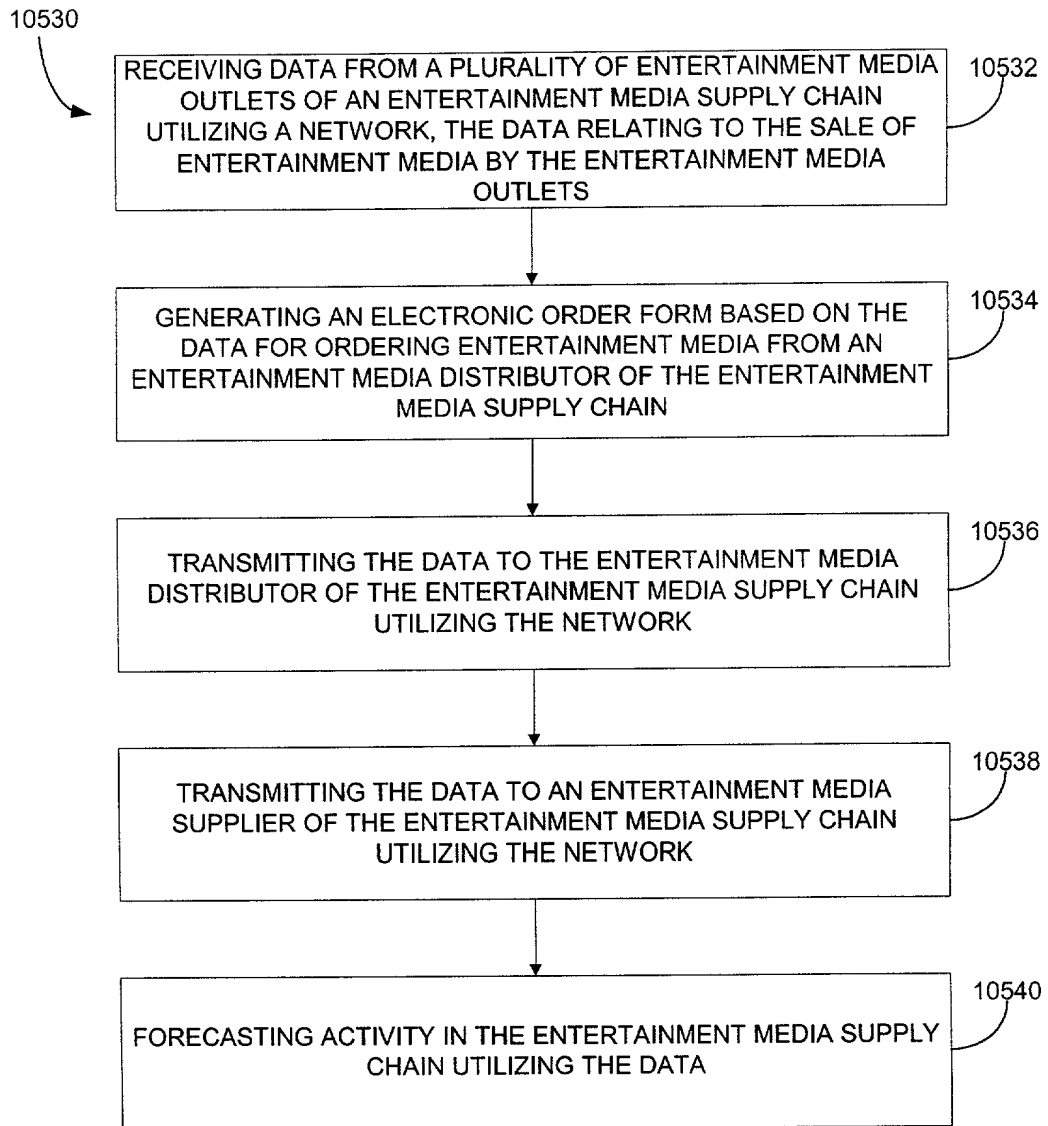 10530
RECEIVING DATA FROM A PLURALITY OF ENTERTAINMENT MEDIA
OUTLETS OF AN ENTERTAINMENT MEDIA SUPPLY CHAIN
UTILIZING A NETWORK, THE DATA RELATING TO THE SALE OF
ENTERTAINMENT MEDIA BY THE ENTERTAINMENT MEDIA
OUTLETS
10532
GENERATING AN ELECTRONIC ORDER FORM BASED ON THE
DATA FOR ORDERING ENTERTAINMENT MEDIA FROM AN
ENTERTAINMENT MEDIA DISTRIBUTOR OF THE ENTERTAINMENT
MEDIA SUPPLY CHAIN
10534
TRANSMITTING THE DATA TO THE ENTERTAINMENT MEDIA
DISTRIBUTOR OF THE ENTERTAINMENT MEDIA SUPPLY CHAIN
UTILIZING THE NETWORK
10536
TRANSMITTING THE DATA TO AN ENTERTAINMENT MEDIA
SUPPLIER OF THE ENTERTAINMENT MEDIA SUPPLY CHAIN
UTILIZING THE NETWORK
10538
FORECASTING ACTIVITY IN THE ENTERTAINMENT MEDIA SUPPLY
CHAIN UTILIZING THE DATA
10540